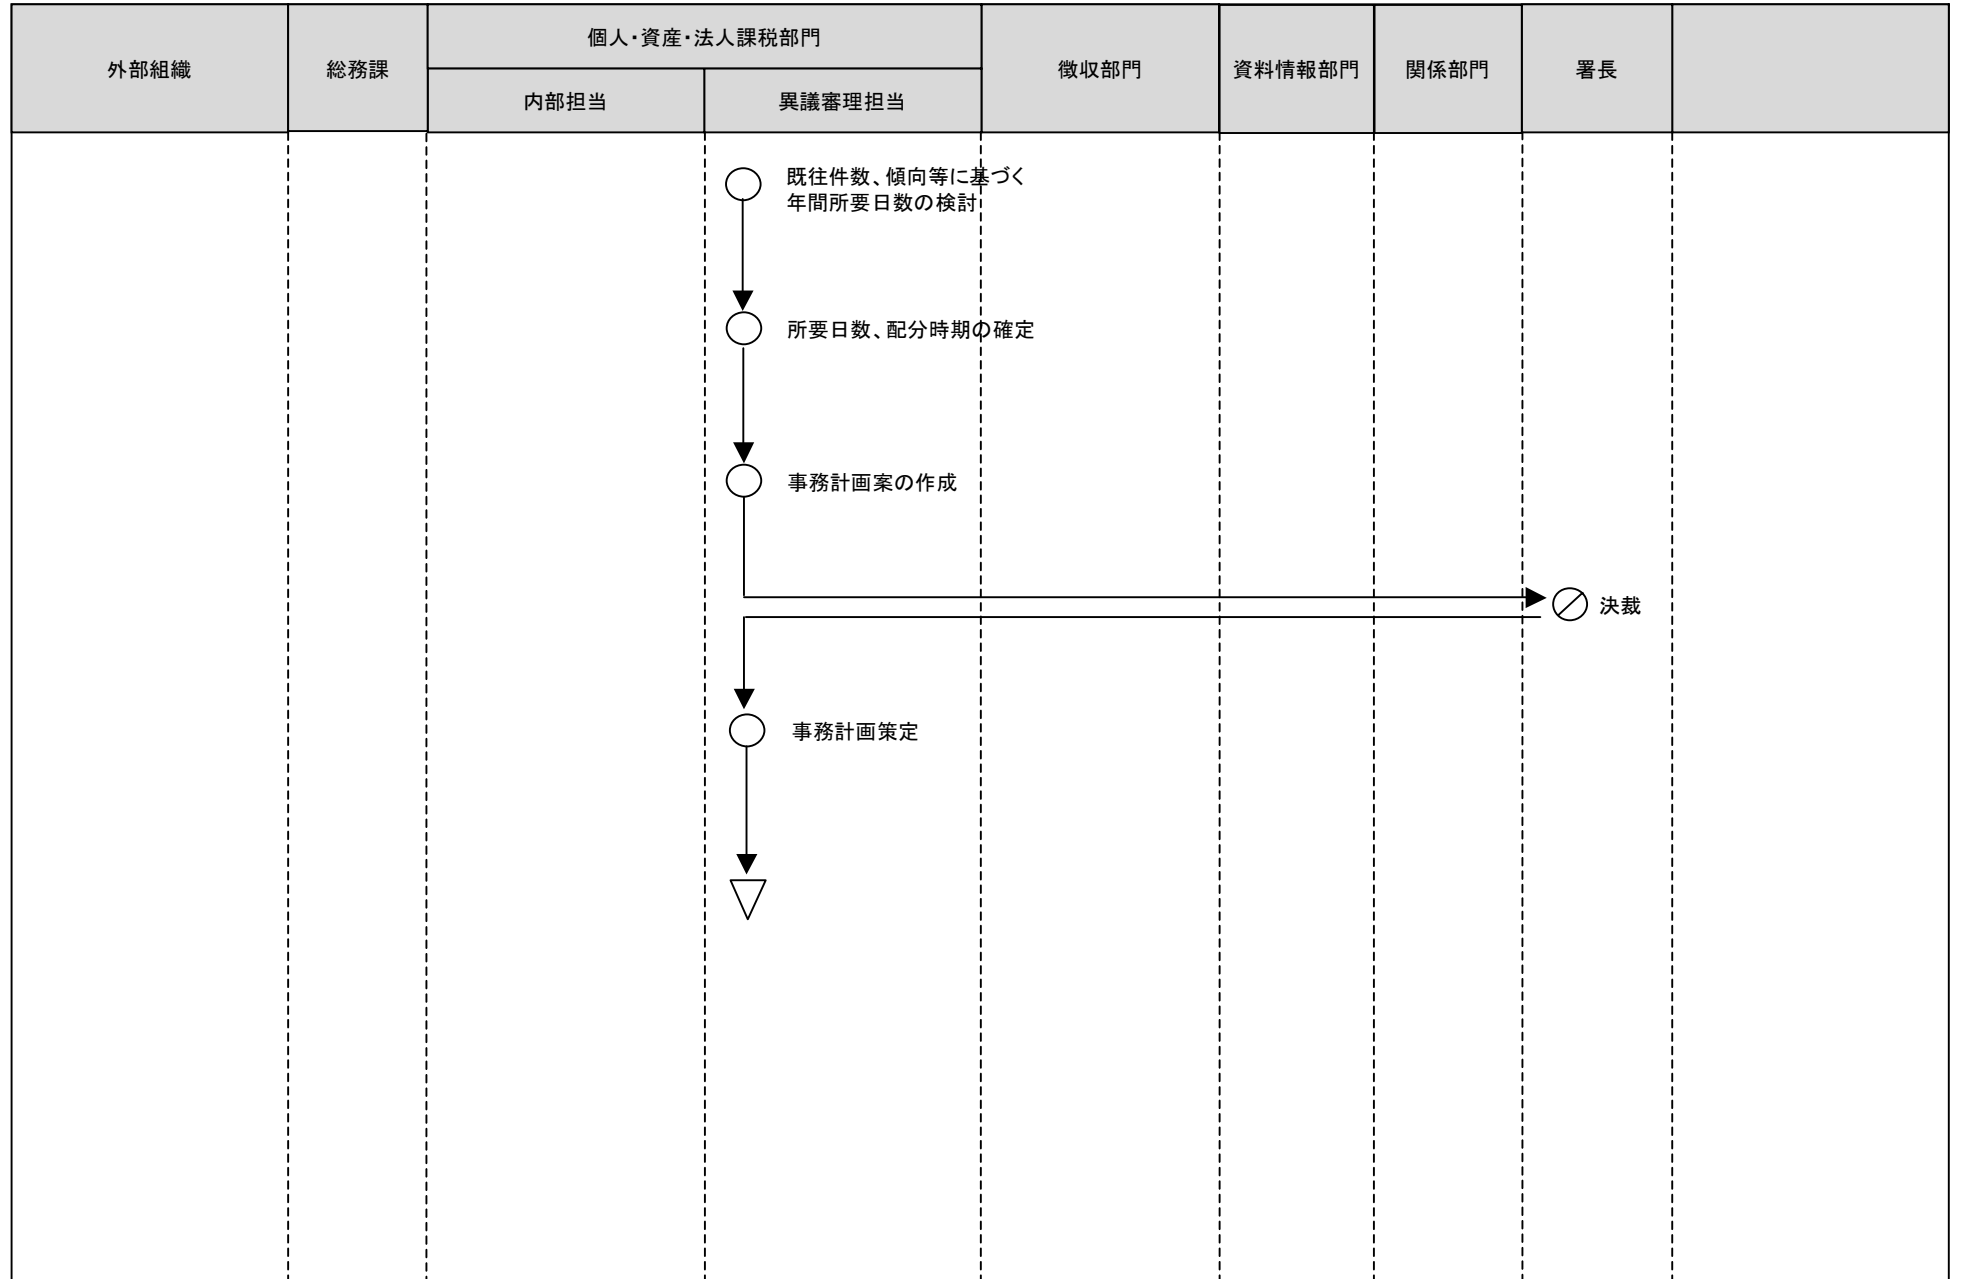 外部組織
総務課
個人・資産・法人課税部門
内部担当
異議審理担当
徴収部門
資料情報部門
関係部門
署長
既往件数、傾向等に基づく
年間所要日数の検討
所要日数、配分時期の確定
事務計画案の作成
決裁
事務計画策定